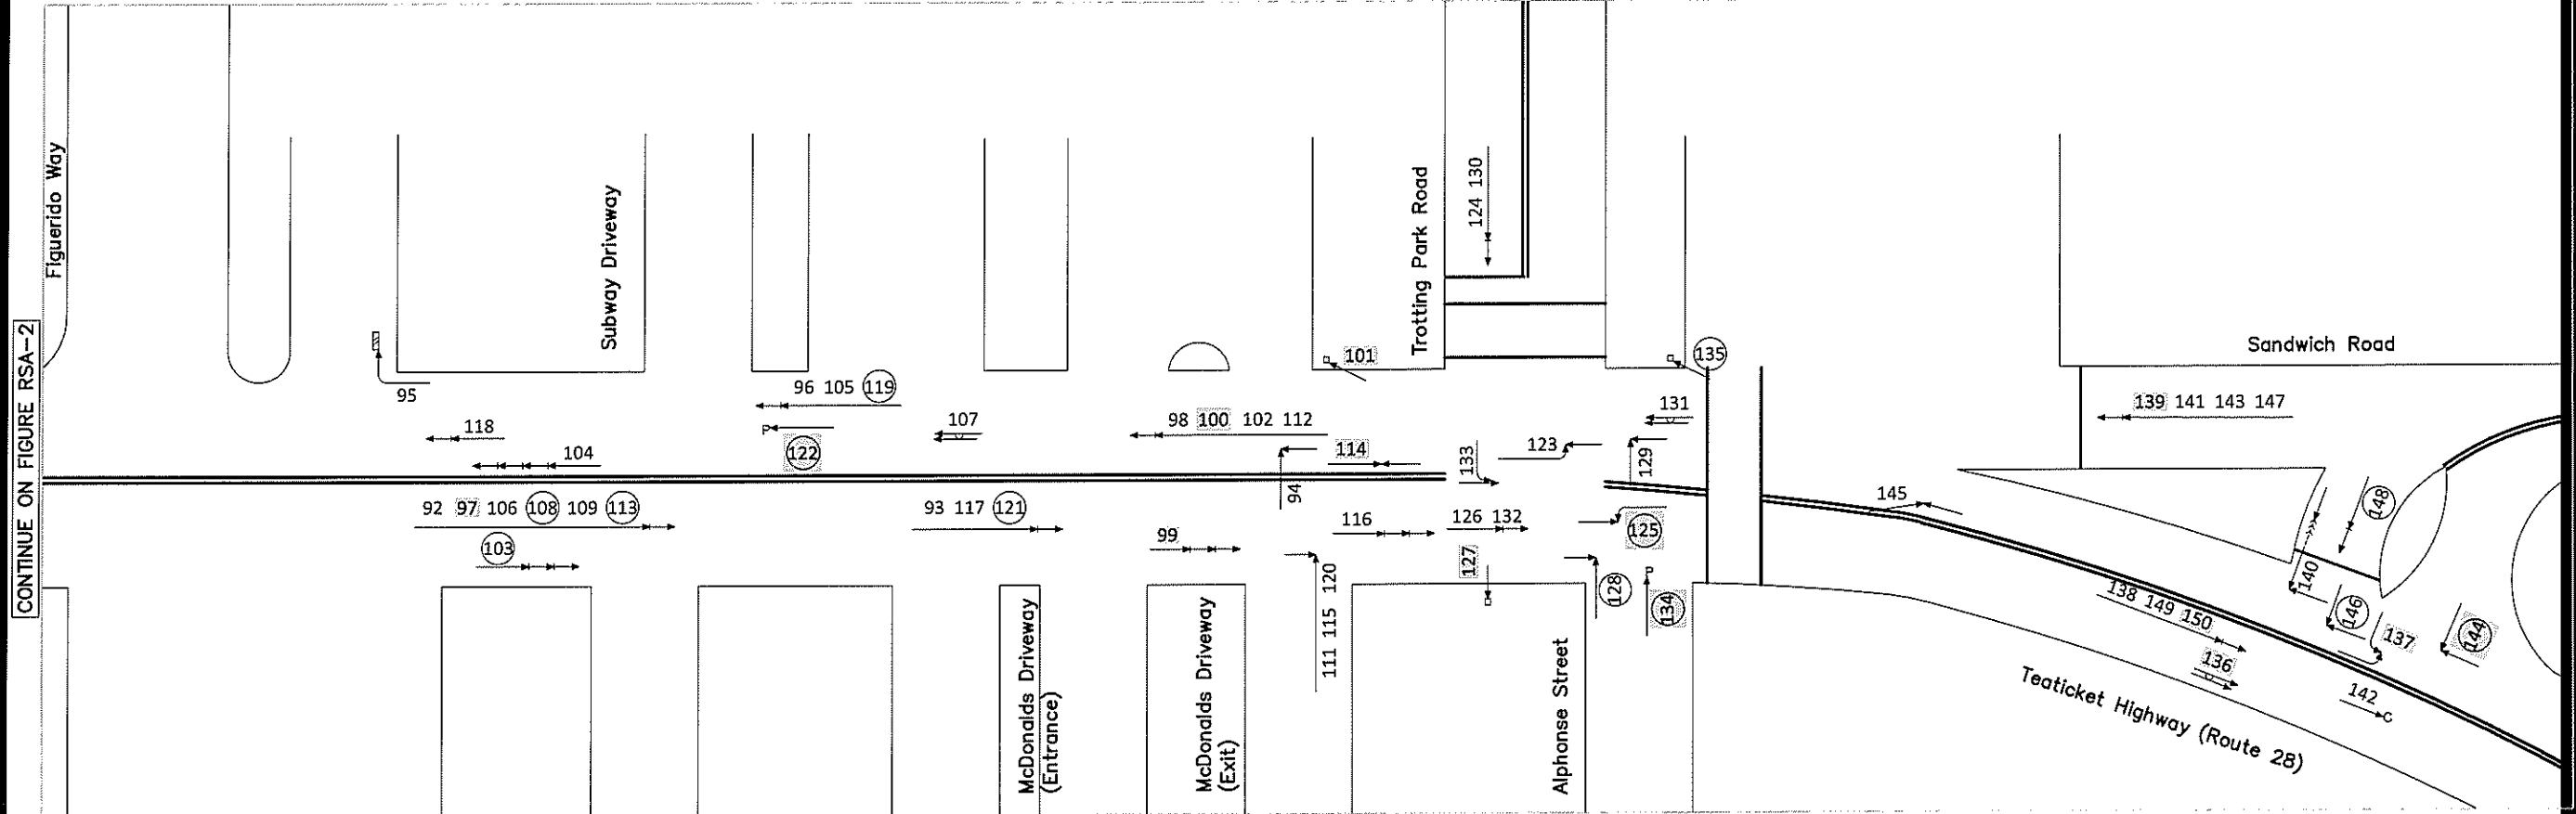 CONTINUE ON FIGURE RSA-2
Figuerido Way
Subway Driveway
Trotting Park Road
124 130
Sandwich Road
95
118
104
96 105 119
122
107
98 100 102 112
101
114
94
133
123
129
131
135
139 141 143 147
92 97 106 108 109 113
103
93 117 121
99
116
126 132
127
125
128
P
134
P
111 115 120
145
148
140
146
138 149 150
137
144
136
142
McDonalds Driveway
(Entrance)
McDonalds Driveway
(Exit)
Alphonse Street
Teaticket Highway (Route 28)